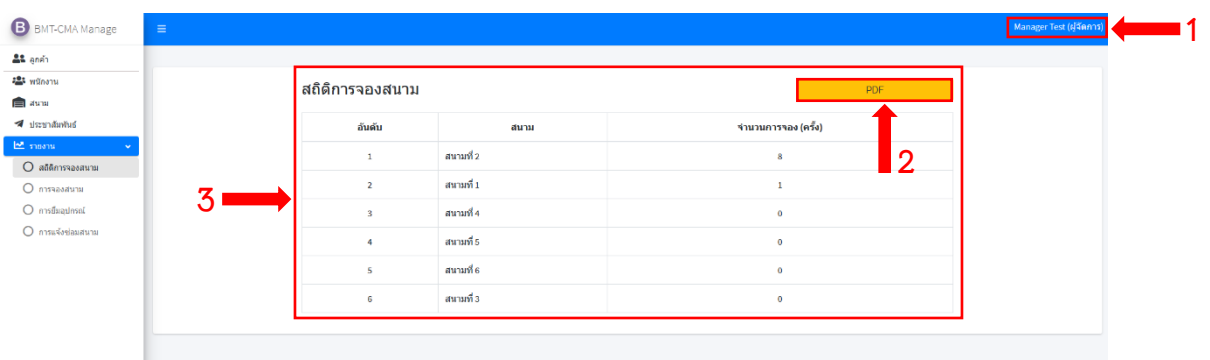 B BMT-CMA Manage
Manager Test (ผู้จัดการ)
1
ลูกค้า
พนักงาน
สนาม
ประชาสัมพันธ์
รายงาน
สถิติการจองสนาม
การจองสนาม
การยืมอุปกรณ์
การแจ้งซ่อมสนาม
สถิติการจองสนาม
PDF
2
3
อันดับ สนาม จำนวนการจอง (ครั้ง)
1 สนามที่ 2 8
2 สนามที่ 1 1
3 สนามที่ 4 0
4 สนามที่ 5 0
5 สนามที่ 6 0
6 สนามที่ 3 0